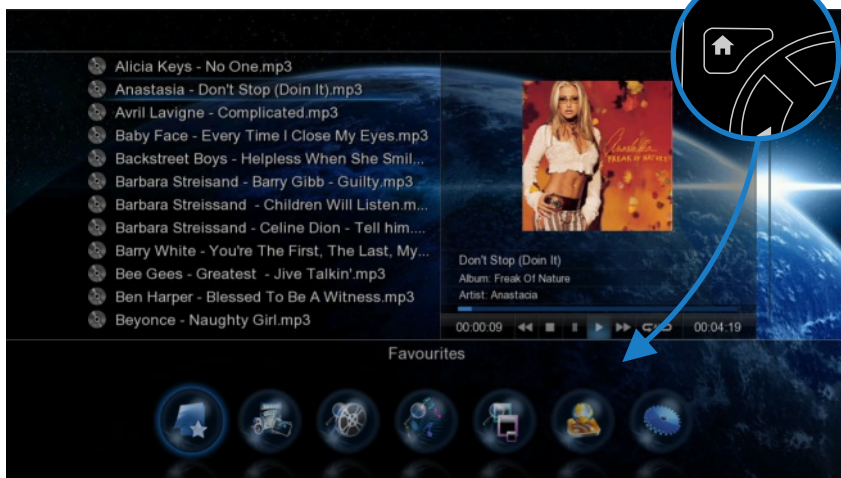 Alicia Keys - No One.mp3
Anastasia - Don't Stop (Doin It).mp3
Avril Lavigne - Complicated.mp3
Baby Face - Every Time I Close My Eyes.mp3
Backstreet Boys - Helpless When She Smil...
Barbara Streisand - Barry Gibb - Guilty.mp3
Barbara Streissand - Children Will Listen.m...
Barbara Streissand - Celine Dion - Tell him....
Barry White - You're The First, The Last, My...
Bee Gees - Greatest - Jive Talkin'.mp3
Ben Harper - Blessed To Be A Witness.mp3
Beyonce - Naughty Girl.mp3
Anastacia
FREAK OF NATURE
Don't Stop (Doin It)
Album: Freak Of Nature
Artist: Anastacia
00:00:09
00:04:19
Favourites